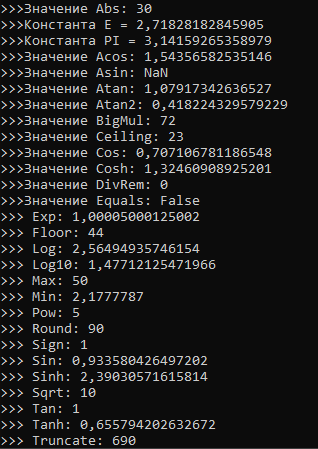 >>>Значение Abs: 30
>>>Константа E = 2,71828182845905
>>>Константа PI = 3,14159265358979
>>>Значение Acos: 1,54356582535146
>>>Значение Asin: NaN
>>>Значение Atan: 1,07917342636527
>>>Значение Atan2: 0,418224329579229
>>>Значение BigMul: 72
>>>Значение Ceiling: 23
>>>Значение Cos: 0,707106781186548
>>>Значение Cosh: 1,32460908925201
>>>Значение DivRem: 0
>>>Значение Equals: False
>>> Exp: 1,00005000125002
>>> Floor: 44
>>> Log: 2,56494935746154
>>> Log10: 1,47712125471966
>>> Max: 50
>>> Min: 2,1777787
>>> Pow: 5
>>> Round: 90
>>> Sign: 1
>>> Sin: 0,933580426497202
>>> Sinh: 2,39030571615814
>>> Sqrt: 10
>>> Tan: 1
>>> Tanh: 0,655794202632672
>>> Truncate: 690